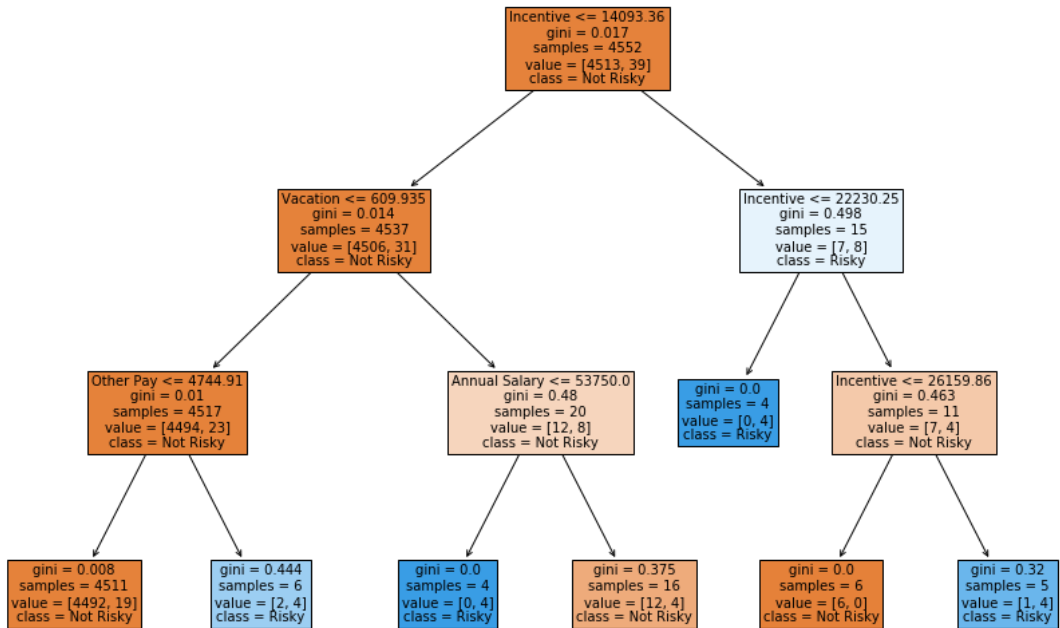 Incentive <= 14093.36
gini = 0.017
samples = 4552
value = [4513, 39]
class = Not Risky
Vacation <= 609.935
gini = 0.014
samples = 4537
value = [4506, 31]
class = Not Risky
Incentive <= 22230.25
gini = 0.498
samples = 15
value = [7, 8]
class = Risky
Other Pay <= 4744.91
gini = 0.01
samples = 4517
value = [4494, 23]
class = Not Risky
Annual Salary <= 53750.0
gini = 0.48
samples = 20
value = [12, 8]
class = Not Risky
gini = 0.0
samples = 4
value = [0, 4]
class = Risky
Incentive <= 26159.86
gini = 0.463
samples = 11
value = [7, 4]
class = Not Risky
gini = 0.008
samples = 4511
value = [4492, 19]
class = Not Risky
gini = 0.444
samples = 6
value = [2, 4]
class = Risky
gini = 0.0
samples = 4
value = [0, 4]
class = Risky
gini = 0.375
samples = 16
value = [12, 4]
class = Not Risky
gini = 0.0
samples = 6
value = [6, 0]
class = Not Risky
gini = 0.32
samples = 5
value = [1, 4]
class = Risky